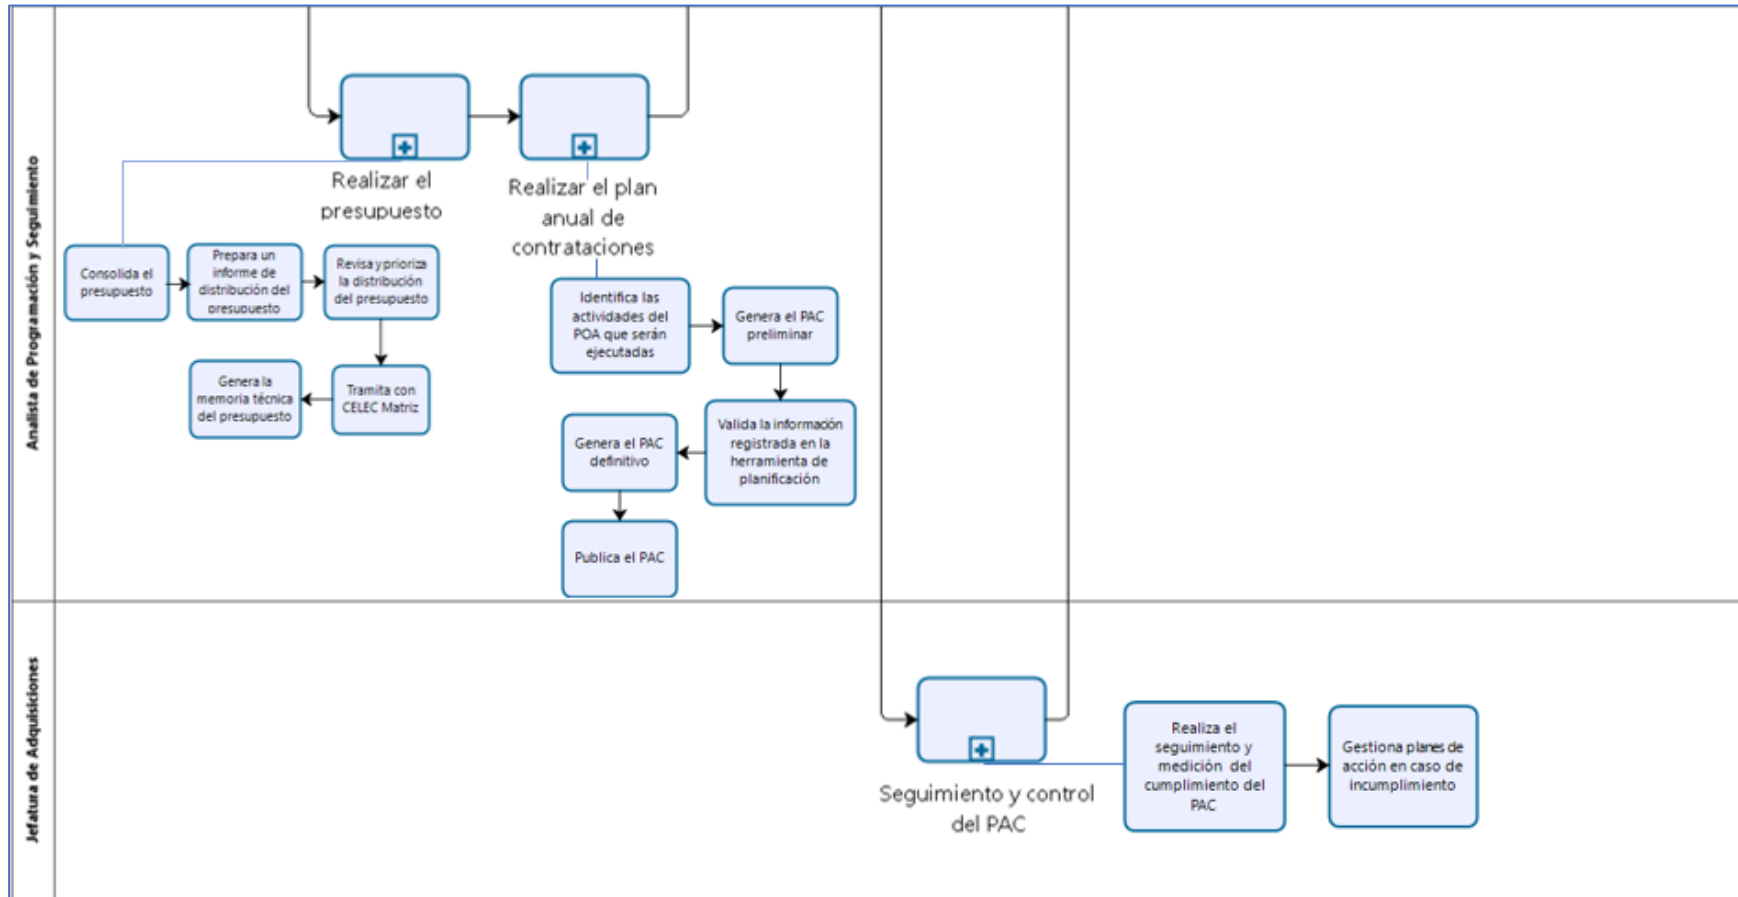 Analista de Programación y Seguimiento
Realizar el
presupuesto
Realizar el plan
anual de
contrataciones
Consolida el
presupuesto
Prepara un
informe de
distribución del
presupuesto
Revisa y prioriza
la distribución
del presupuesto
Genera la
memoria técnica
del presupuesto
Tramita con
CELEC Matriz
Identifica las
actividades del
POA que serán
ejecutadas
Genera el PAC
preliminar
Genera el PAC
definitivo
Valida la información
registrada en la
herramienta de
planificación
Publica el PAC
Jefatura de Adquisiciones
Seguimiento y control
del PAC
Realiza el
seguimiento y
medición del
cumplimiento del
PAC
Gestiona planes de
acción en caso de
incumplimiento